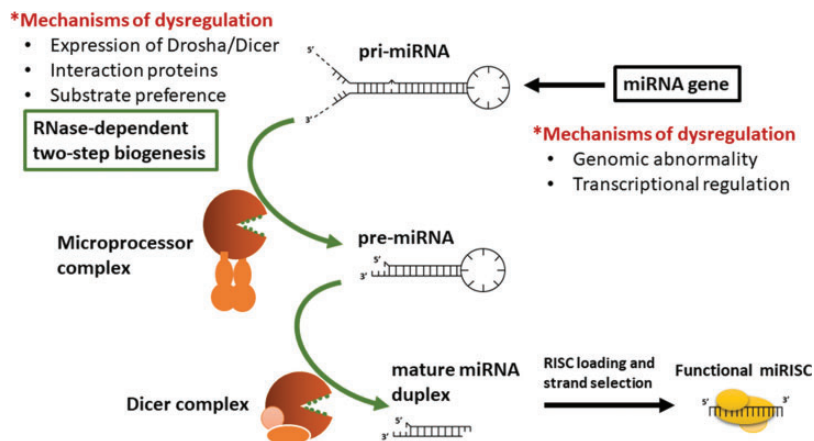 *Mechanisms of dysregulation
• Expression of Drosha/Dicer
• Interaction proteins
• Substrate preference
RNase-dependent
two-step biogenesis
pri-miRNA
5’
3’
miRNA gene
*Mechanisms of dysregulation
• Genomic abnormality
• Transcriptional regulation
Microprocessor
complex
pre-miRNA
5’
3’
Dicer complex
mature miRNA
duplex
5’
3’
RISC loading and
strand selection
Functional miRISC
5’ 3’